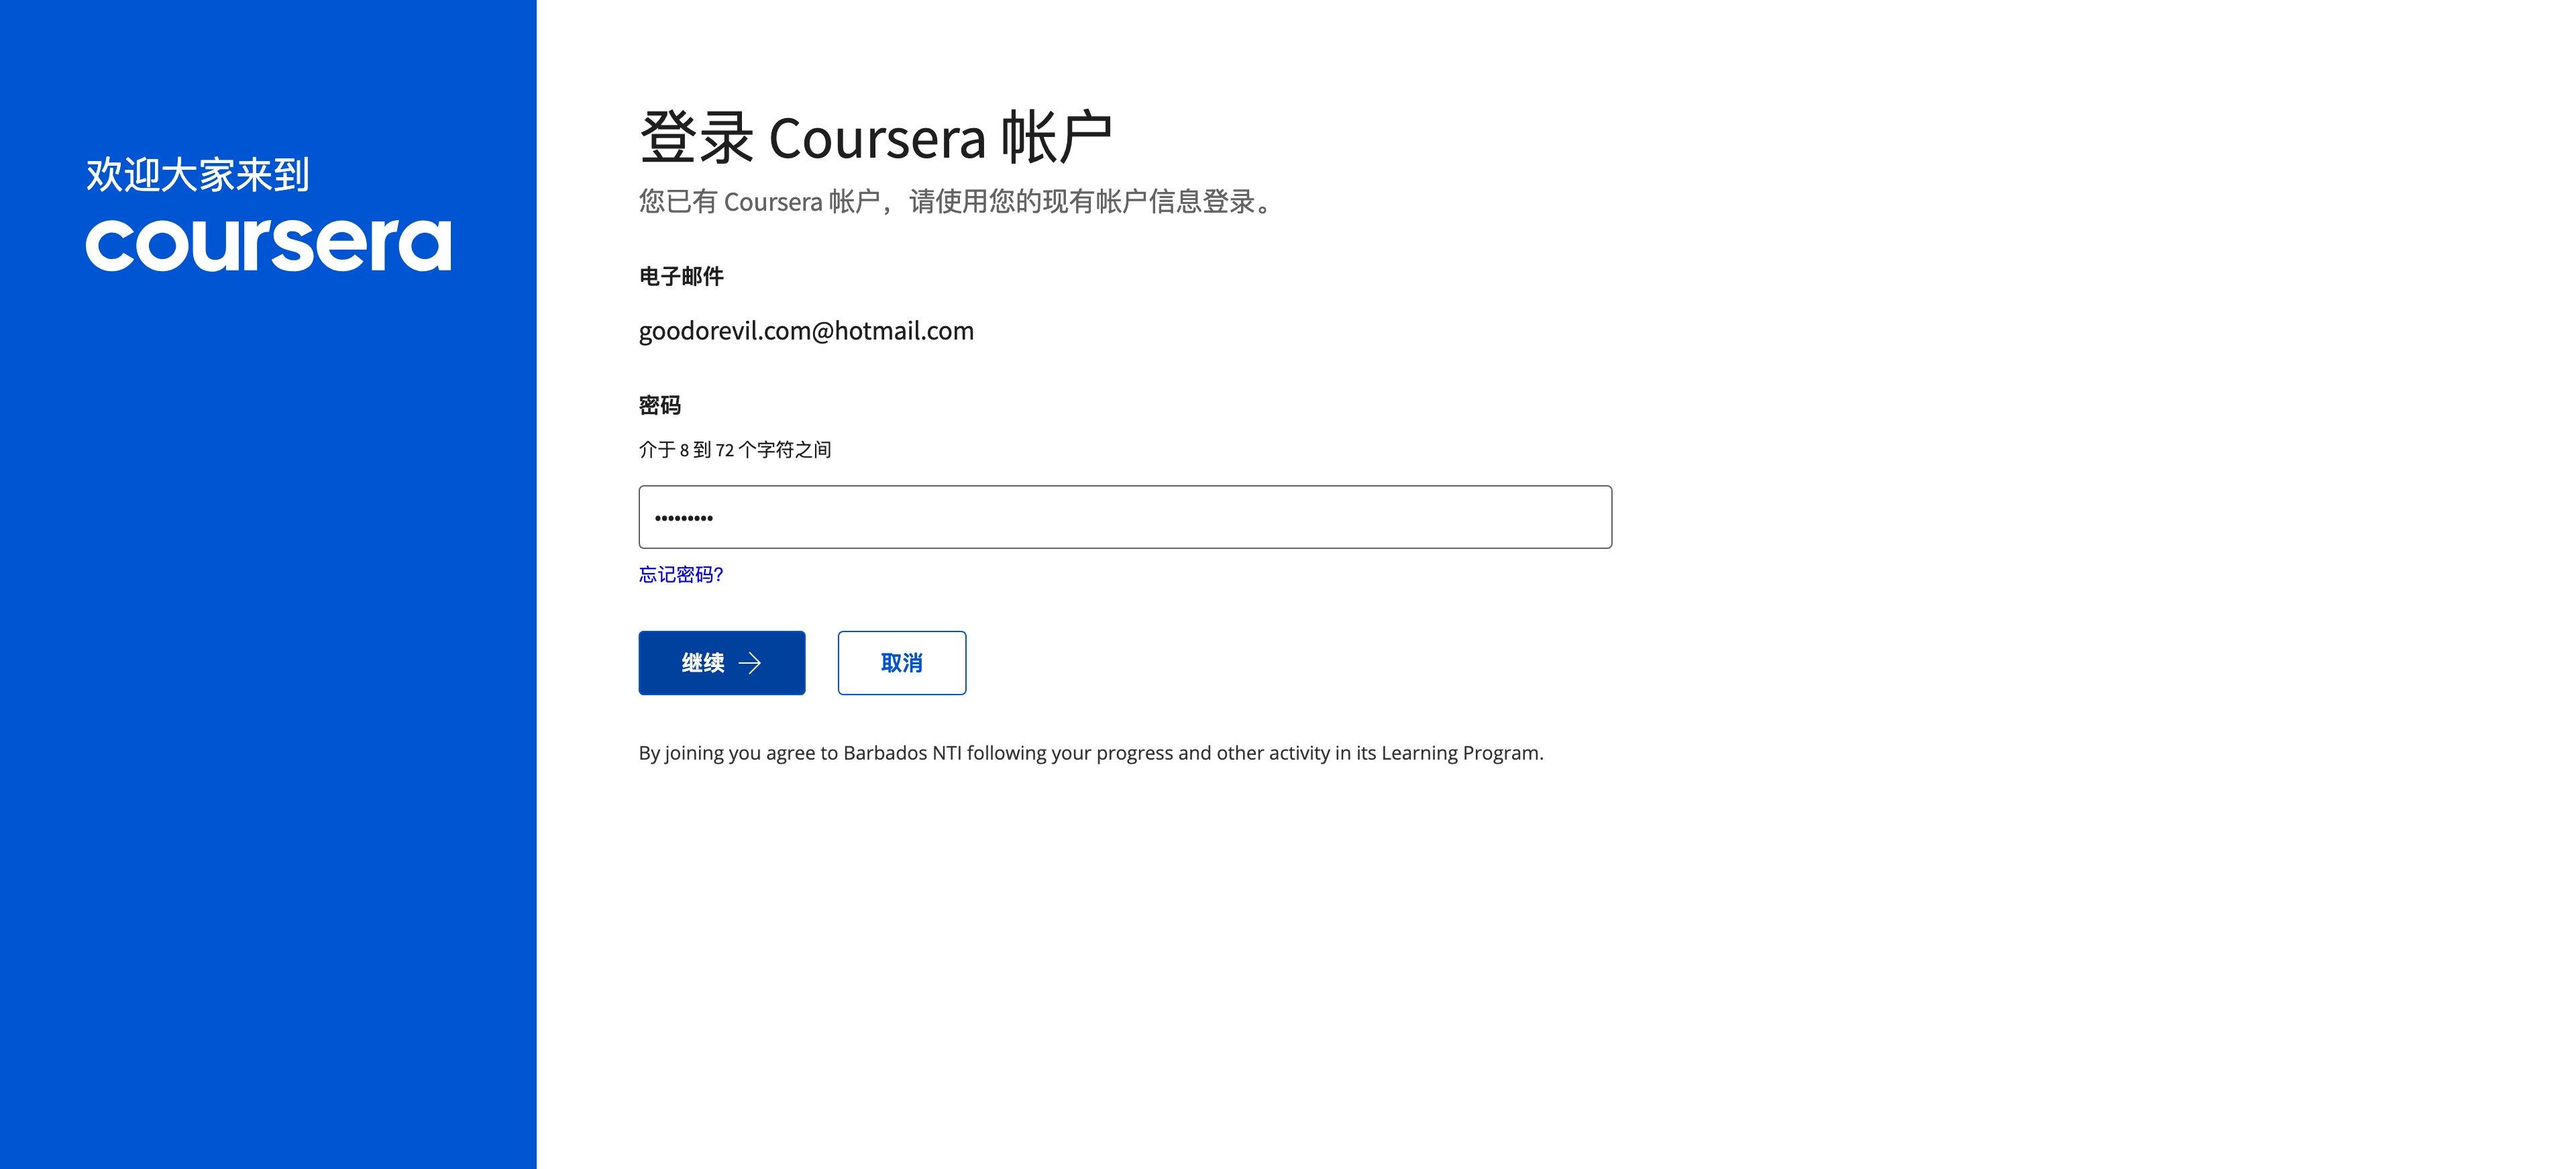 欢迎大家来到
coursera
登录 Coursera 帐户
您已有 Coursera 帐户，请使用您的现有帐户信息登录。
电子邮件
goodorevil.com@hotmail.com
密码
介于 8 到 72 个字符之间
•••••••••
忘记密码?
继续 →
取消
By joining you agree to Barbados NTI following your progress and other activity in its Learning Program.